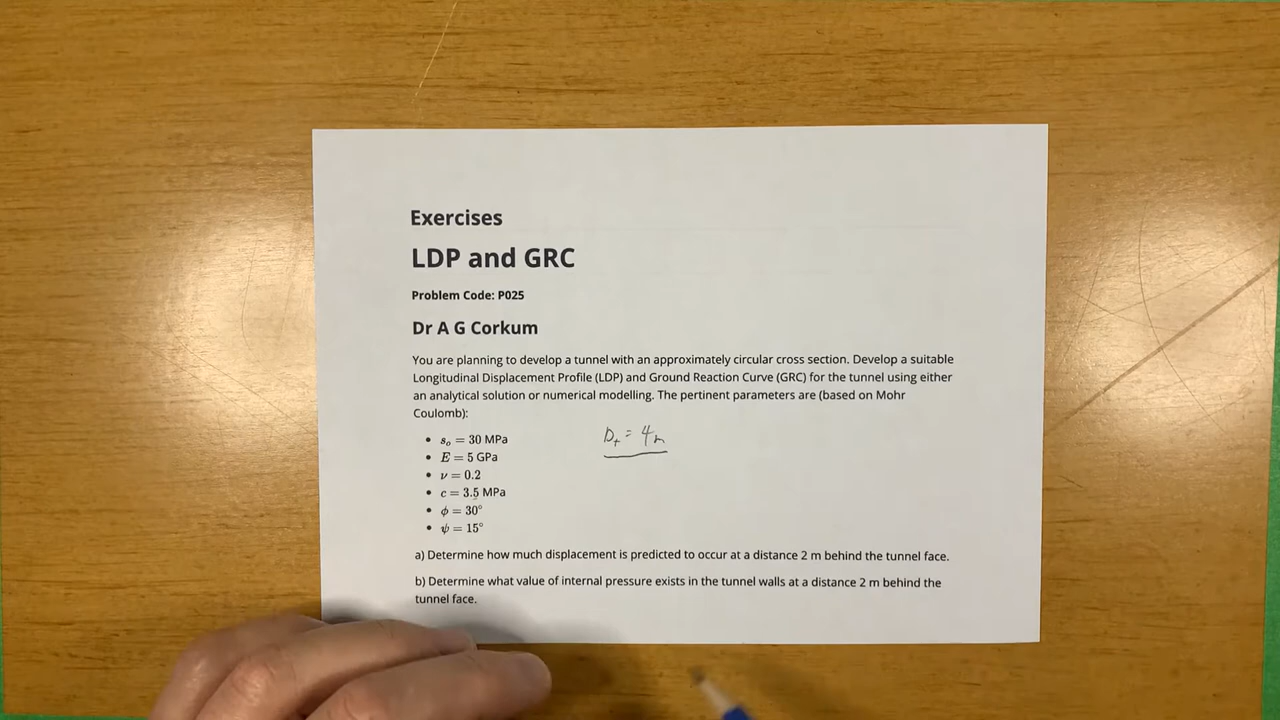 Exercises
LDP and GRC
Problem Code: P025
Dr A G Corkum
You are planning to develop a tunnel with an approximately circular cross section. Develop a suitable
Longitudinal Displacement Profile (LDP) and Ground Reaction Curve (GRC) for the tunnel using either
an analytical solution or numerical modelling. The pertinent parameters are (based on Mohr
Coulomb):
• s₀ = 30 MPa
• E = 5 GPa
• ν = 0.2
• c = 3.5 MPa
• ϕ = 30°
• ψ = 15°
Dₜ = 4m
a) Determine how much displacement is predicted to occur at a distance 2 m behind the tunnel face.
b) Determine what value of internal pressure exists in the tunnel walls at a distance 2 m behind the
tunnel face.